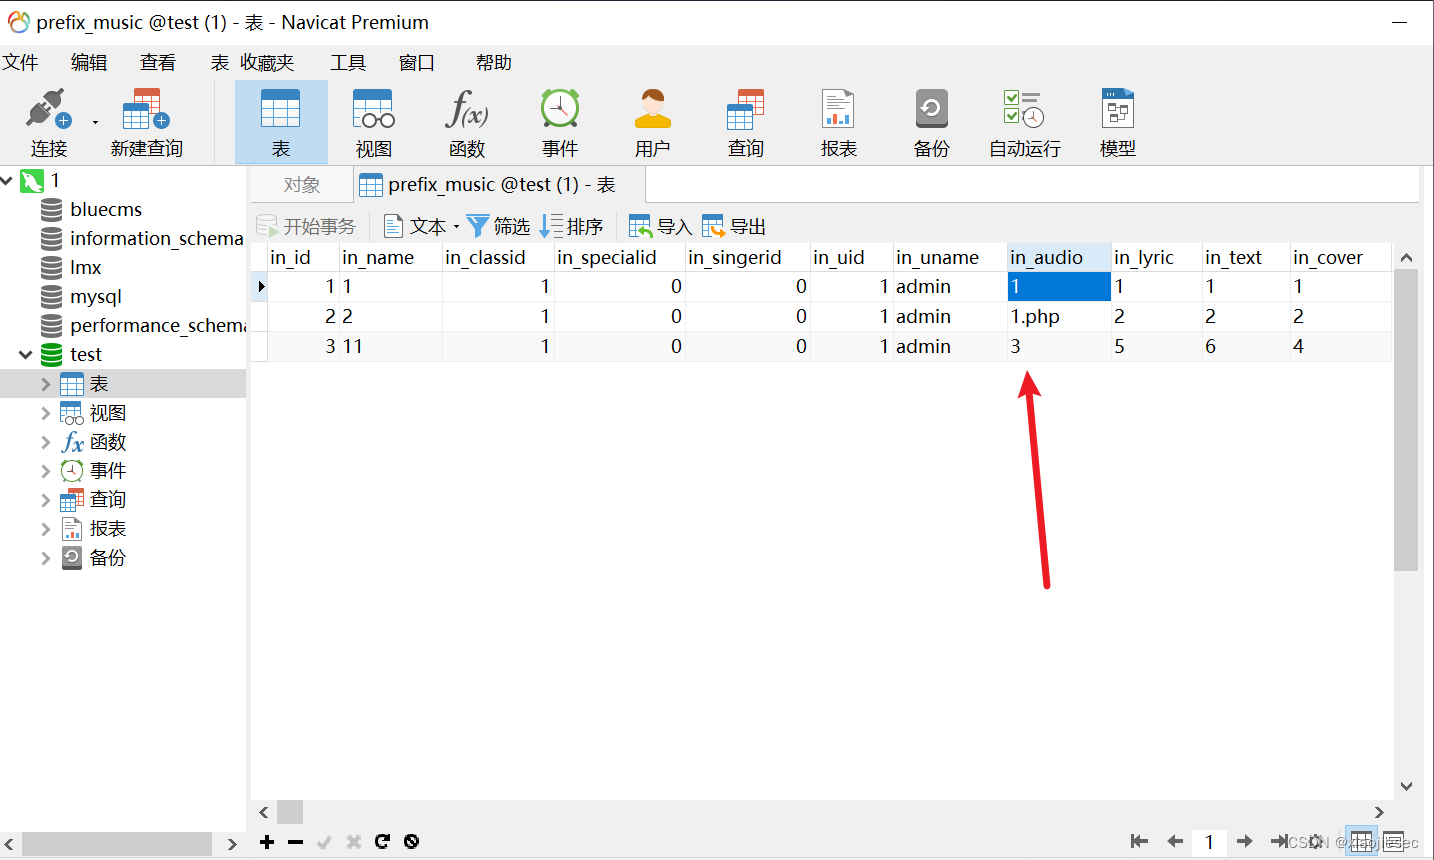 prefix_music @test (1) - 表 - Navicat Premium
文件 编辑 查看 表 收藏夹 工具 窗口 帮助
连接 新建查询 表 视图 函数 事件 用户 查询 报表 备份 自动运行 模型
1
bluecms
information_schema
lmx
mysql
performance_schema
test
表
视图
函数
事件
查询
报表
备份
对象 prefix_music @test (1) - 表
开始事务 文本 筛选 排序 导入 导出
in_id in_name in_classid in_specialid in_singerid in_uid in_uname in_audio in_lyric in_text in_cover
1 1 1 0 0 1 admin 1 1 1 1
2 2 1 0 0 1 admin 1.php 2 2 2
3 11 1 0 0 1 admin 3 5 6 4
1
CSDN @xiaojiesec